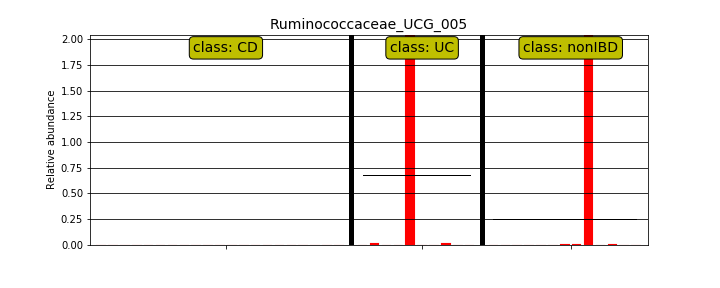 Ruminococcaceae_UCG_005
class: CD
class: UC
class: nonIBD
Relative abundance
2.00
1.75
1.50
1.25
1.00
0.75
0.50
0.25
0.00